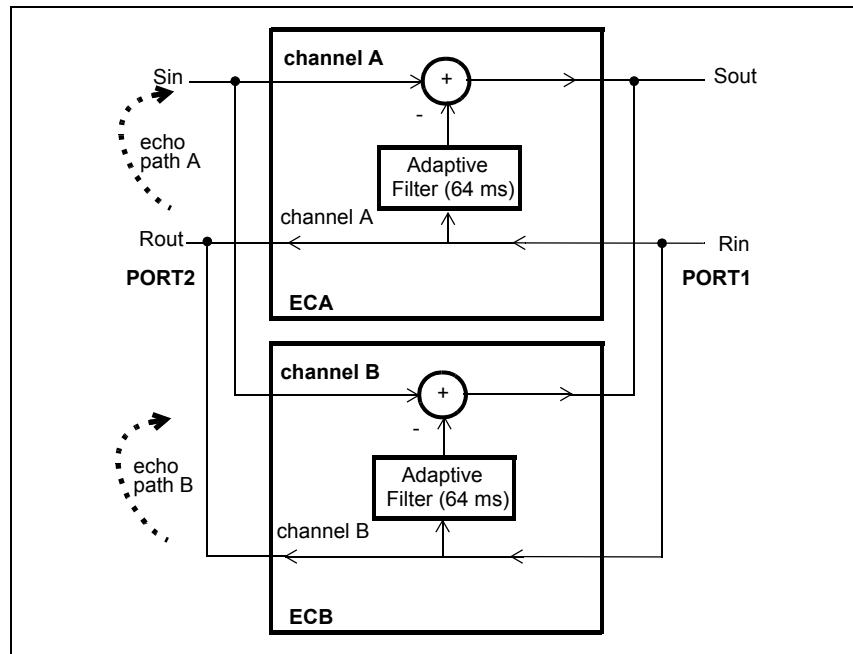 channel A
Sin
+
Sout
-
echo
path A
Adaptive
Filter (64 ms)
channel A
Rout
Rin
PORT2
PORT1
ECA
channel B
+
-
echo
path B
Adaptive
Filter (64 ms)
channel B
ECB